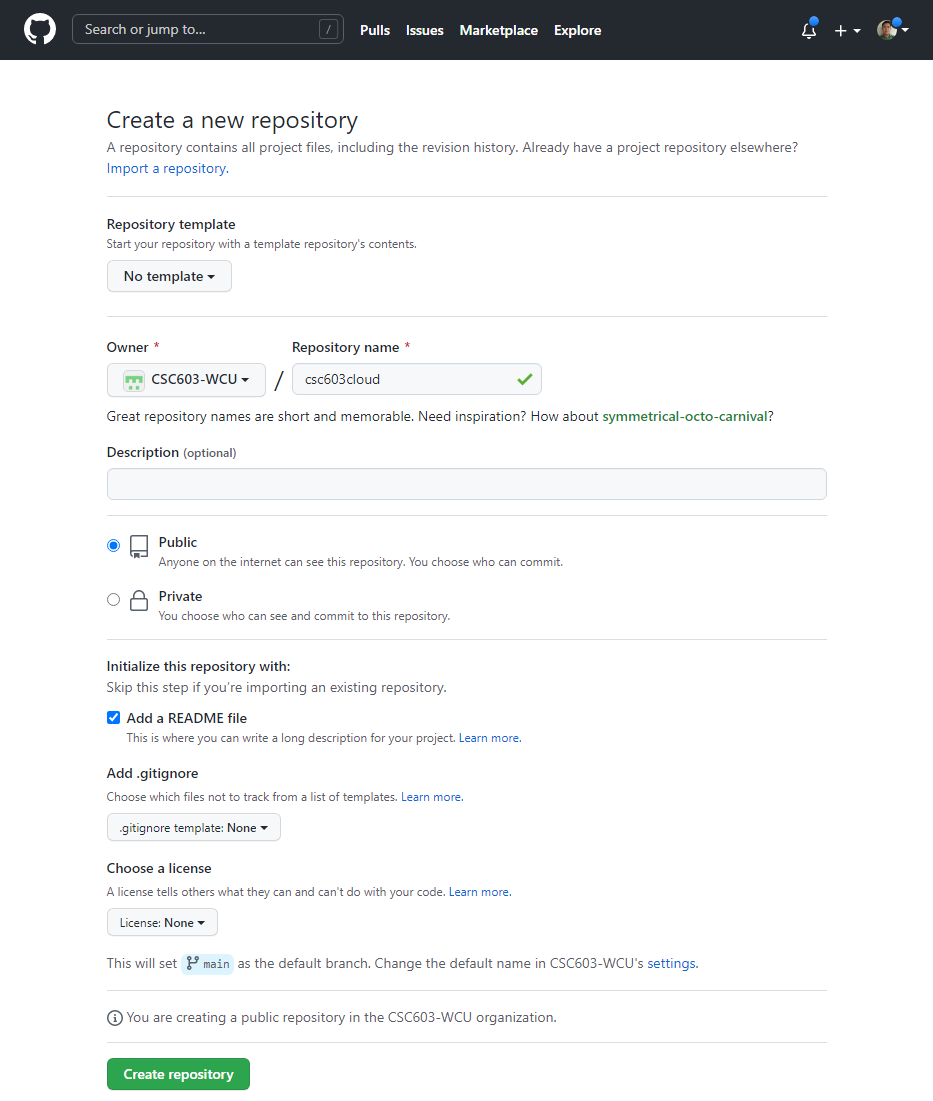 Search or jump to... / Pulls Issues Marketplace Explore
Create a new repository
A repository contains all project files, including the revision history. Already have a project repository elsewhere?
Import a repository.
Repository template
Start your repository with a template repository's contents.
No template
Owner * Repository name *
CSC603-WCU / csc603cloud
Great repository names are short and memorable. Need inspiration? How about symmetrical-octo-carnival?
Description (optional)
Public
Anyone on the internet can see this repository. You choose who can commit.
Private
You choose who can see and commit to this repository.
Initialize this repository with:
Skip this step if you're importing an existing repository.
Add a README file
This is where you can write a long description for your project. Learn more.
Add .gitignore
Choose which files not to track from a list of templates. Learn more.
.gitignore template: None
Choose a license
A license tells others what they can and can't do with your code. Learn more.
License: None
This will set main as the default branch. Change the default name in CSC603-WCU's settings.
You are creating a public repository in the CSC603-WCU organization.
Create repository